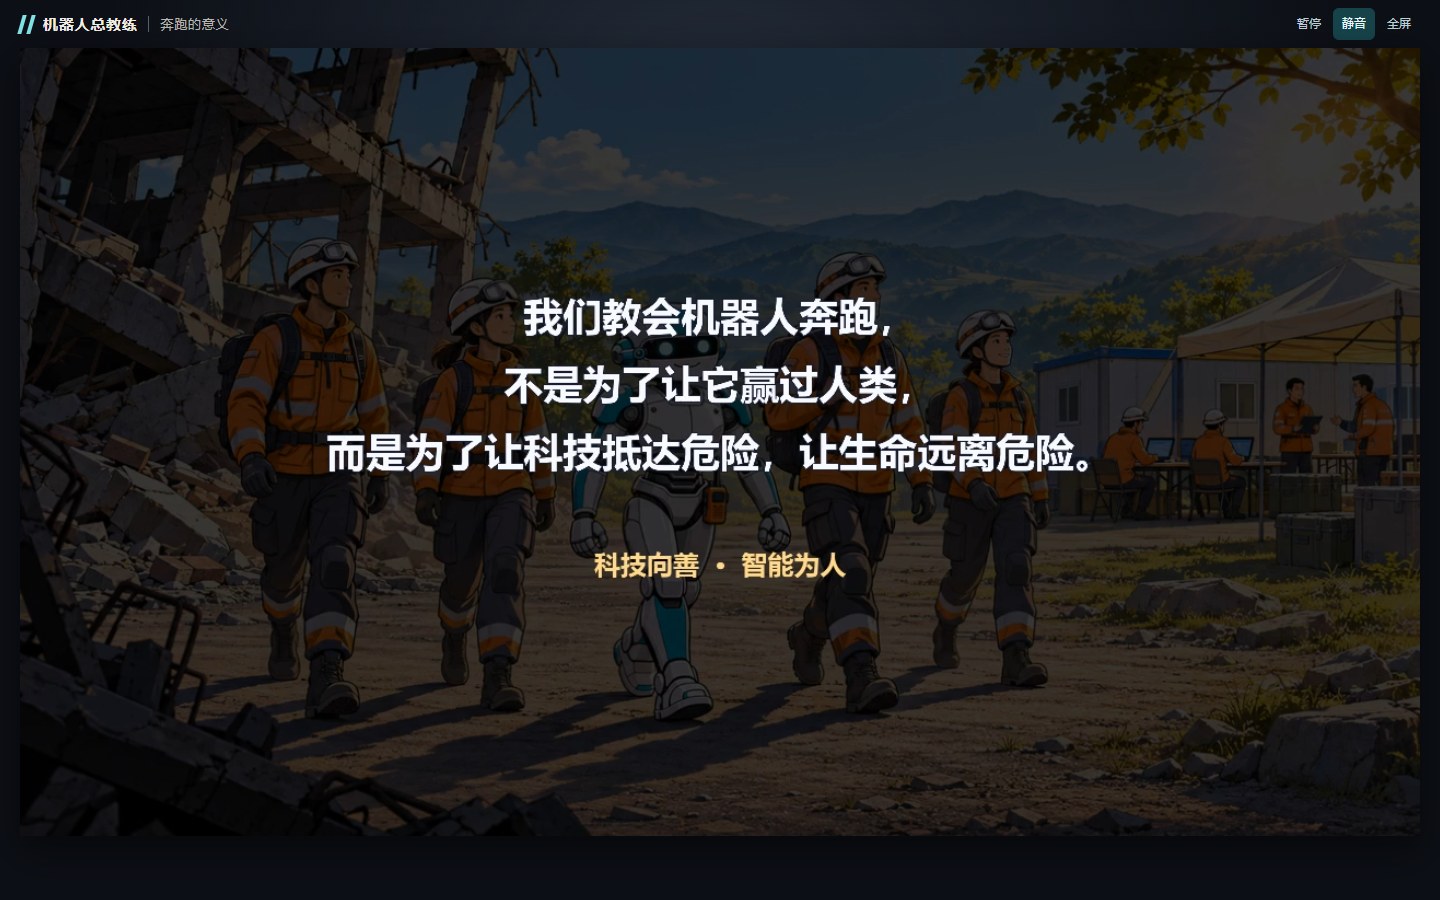 // 机器人总教练 | 奔跑的意义
暂停 静音 全屏
我们教会机器人奔跑，
不是为了让它赢过人类，
而是为了让科技抵达危险，让生命远离危险。
科技向善 · 智能为人